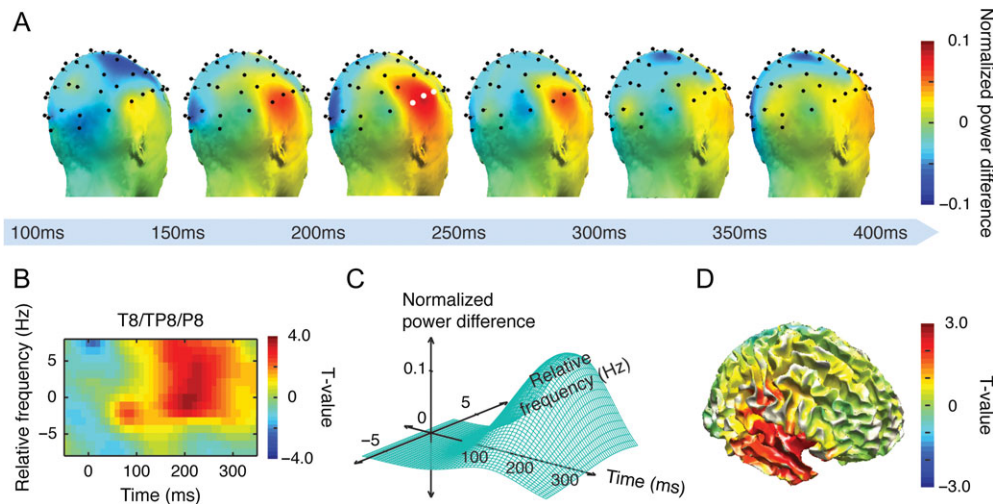 A
Normalized power difference
0.1
0
−0.1
100ms
150ms
200ms
250ms
300ms
350ms
400ms
B
T8/TP8/P8
Relative frequency (Hz)
5
0
−5
0
100
200
300
Time (ms)
4.0
−4.0
T-value
C
Normalized
power difference
0.1
0
−5
5
Relative
frequency (Hz)
100
200
300
Time (ms)
D
3.0
−3.0
T-value